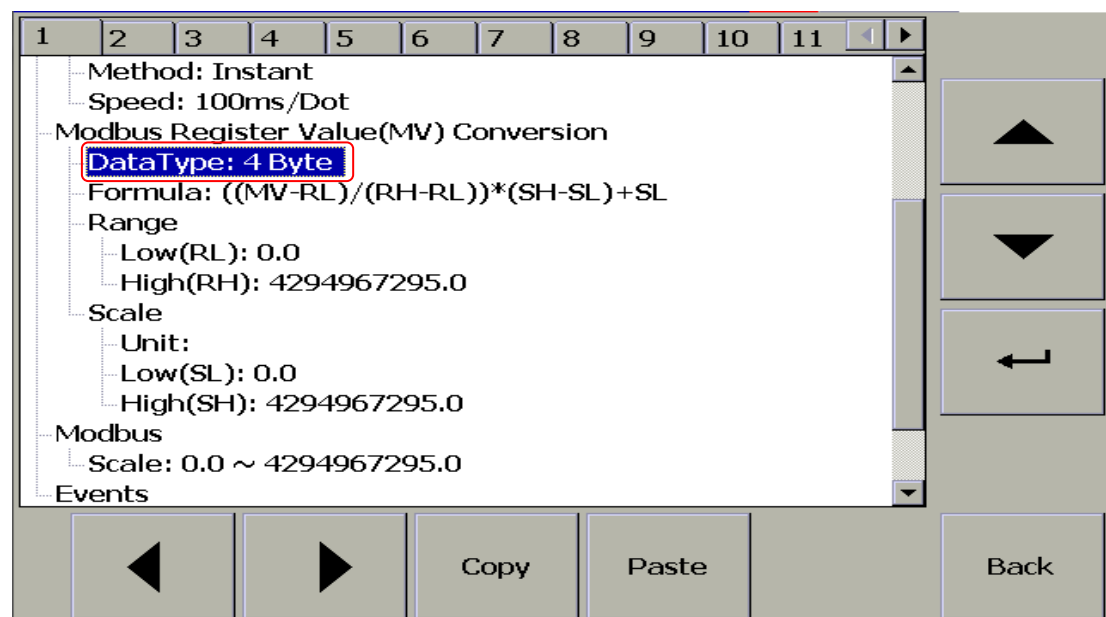 1 2 3 4 5 6 7 8 9 10 11
Method: Instant
Speed: 100ms/Dot
Modbus Register Value(MV) Conversion
DataType: 4 Byte
Formula: ((MV-RL)/(RH-RL))*(SH-SL)+SL
Range
Low(RL): 0.0
High(RH): 4294967295.0
Scale
Unit:
Low(SL): 0.0
High(SH): 4294967295.0
Modbus
Scale: 0.0 ~ 4294967295.0
Events
Copy Paste Back